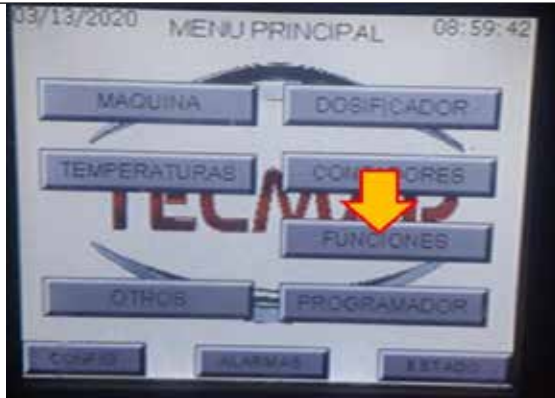 03/13/2020 MENU PRINCIPAL 08:59:42
MAQUINA DOSIFICADOR
TEMPERATURAS
FUNCIONES
OTROS PROGRAMADOR
CONFIG ALARMAS ESTADO